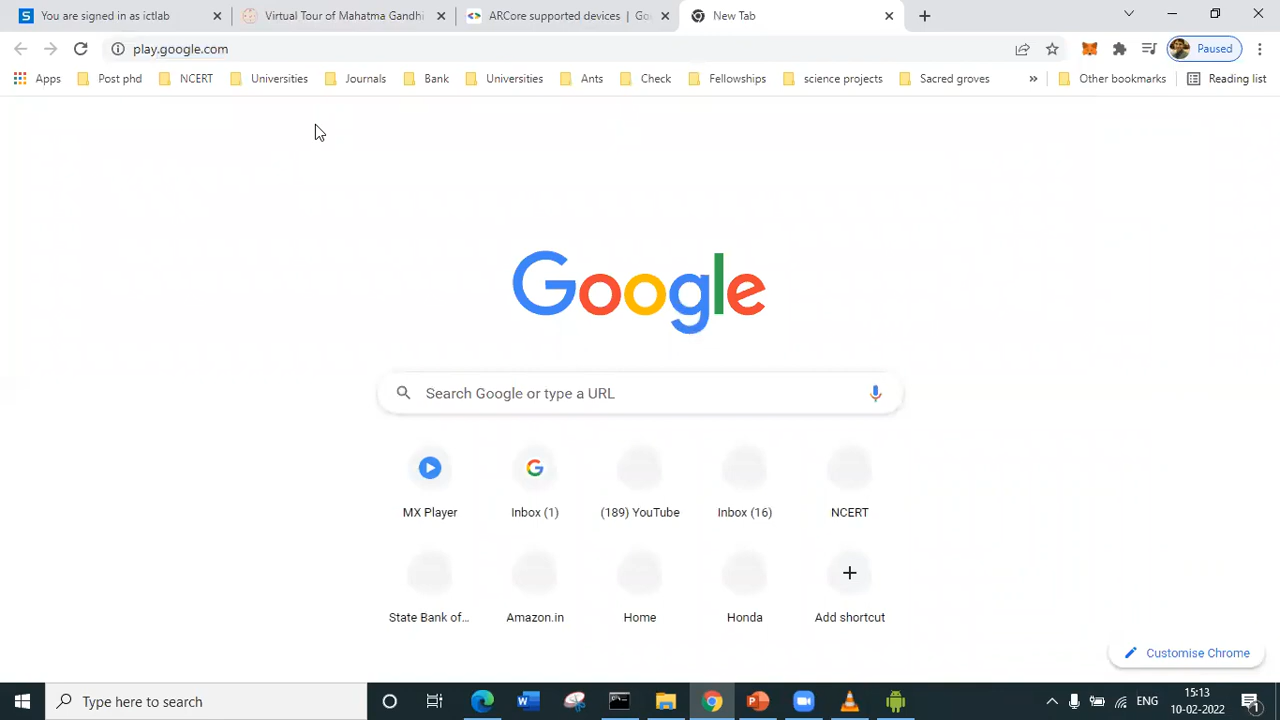 You are signed in as ictlab
Virtual Tour of Mahatma Gandhi
ARCore supported devices | Go
New Tab
play.google.com
Paused
Apps
Post phd
NCERT
Universities
Journals
Bank
Universities
Ants
Check
Fellowships
science projects
Sacred groves
»
Other bookmarks
Reading list
Google
Search Google or type a URL
MX Player
Inbox (1)
(189) YouTube
Inbox (16)
NCERT
State Bank of...
Amazon.in
Home
Honda
Add shortcut
Customise Chrome
Type here to search
ENG
15:13
10-02-2022
1